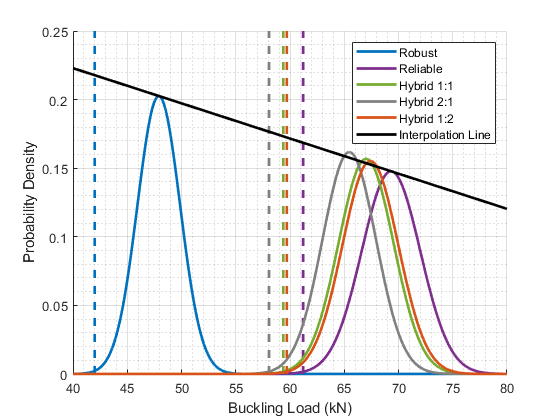 0.25
0.2
0.15
0.1
0.05
0
Probability Density
40 45 50 55 60 65 70 75 80
Buckling Load (kN)
Robust
Reliable
Hybrid 1:1
Hybrid 2:1
Hybrid 1:2
Interpolation Line